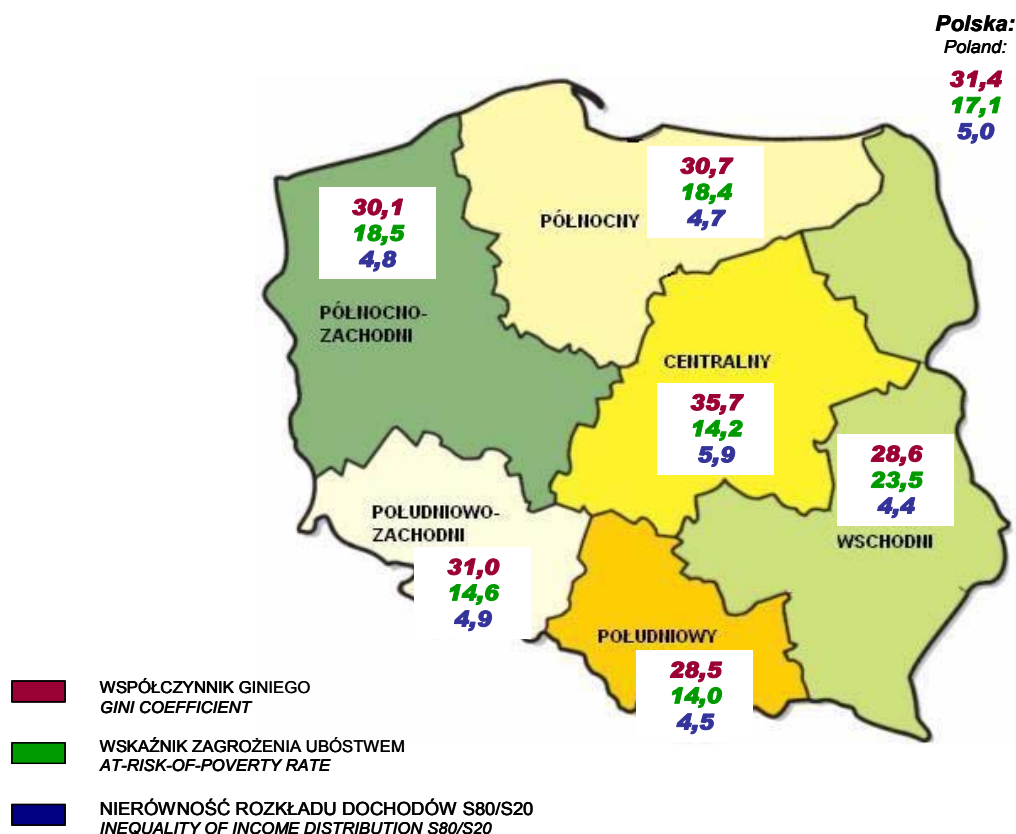 Polska:
Poland:
31,4
17,1
5,0
30,7
18,4
4,7
PÓŁNOCNY
30,1
18,5
4,8
PÓŁNOCNO-
ZACHODNI
CENTRALNY
35,7
14,2
5,9
28,6
23,5
4,4
WSCHODNI
POŁUDNIOWO-
ZACHODNI
31,0
14,6
4,9
POŁUDNIOWY
28,5
14,0
4,5
WSPÓŁCZYNNIK GINIEGO
GINI COEFFICIENT
WSKAŹNIK ZAGROŻENIA UBÓSTWEM
AT-RISK-OF-POVERTY RATE
NIERÓWNOŚĆ ROZKŁADU DOCHODÓW S80/S20
INEQUALITY OF INCOME DISTRIBUTION S80/S20